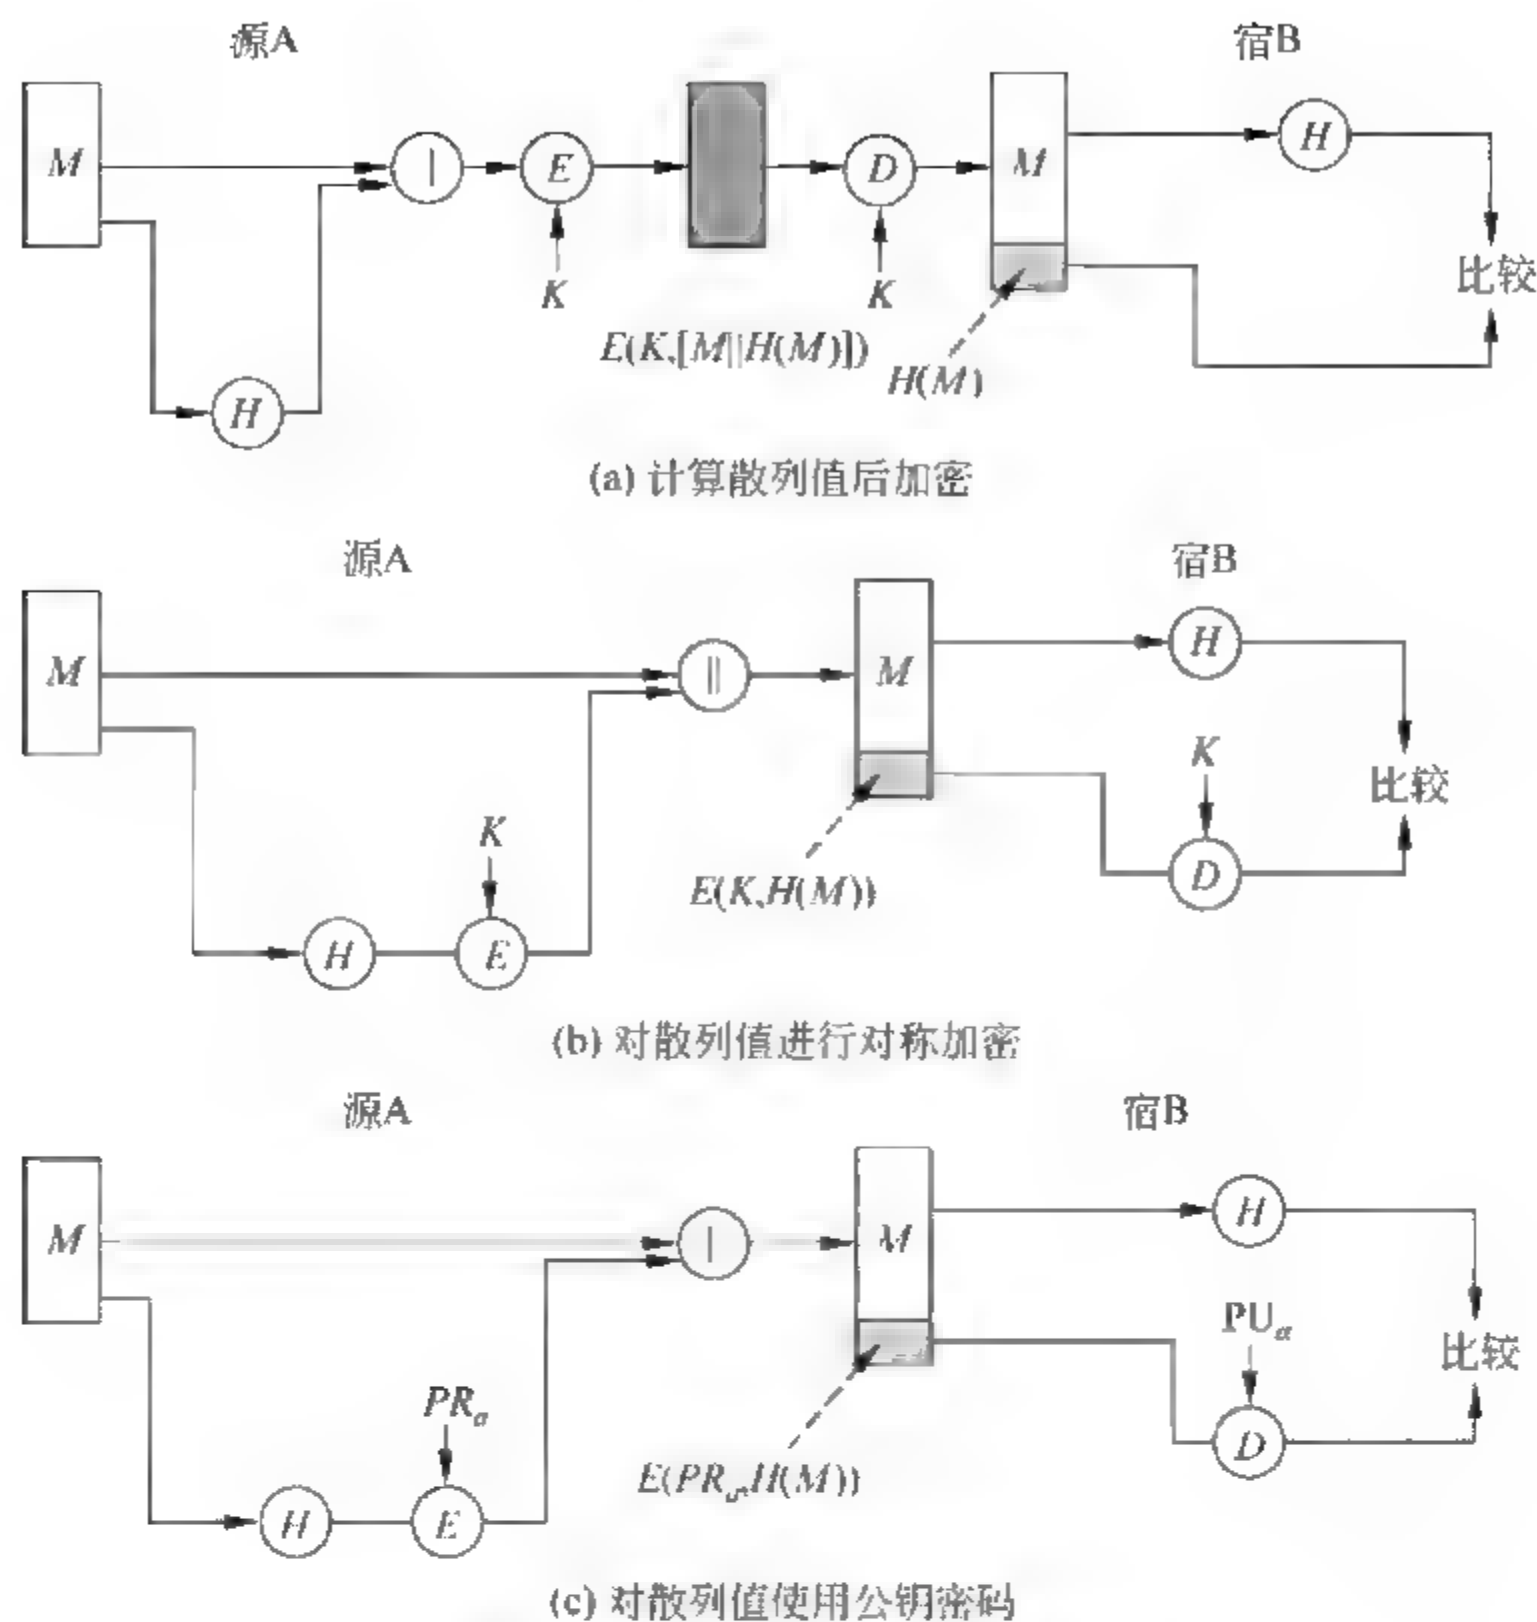 源A
宿B
M
|
E
D
M
H
K
K
比较
E(K,[M||H(M)])
H(M)
H
(a) 计算散列值后加密
源A
宿B
M
||
M
H
K
K
比较
E(K,H(M))
D
H
E
(b) 对散列值进行对称加密
源A
宿B
M
|
M
H
PUa
比较
PRa
E(PRa,H(M))
D
H
E
(c) 对散列值使用公钥密码